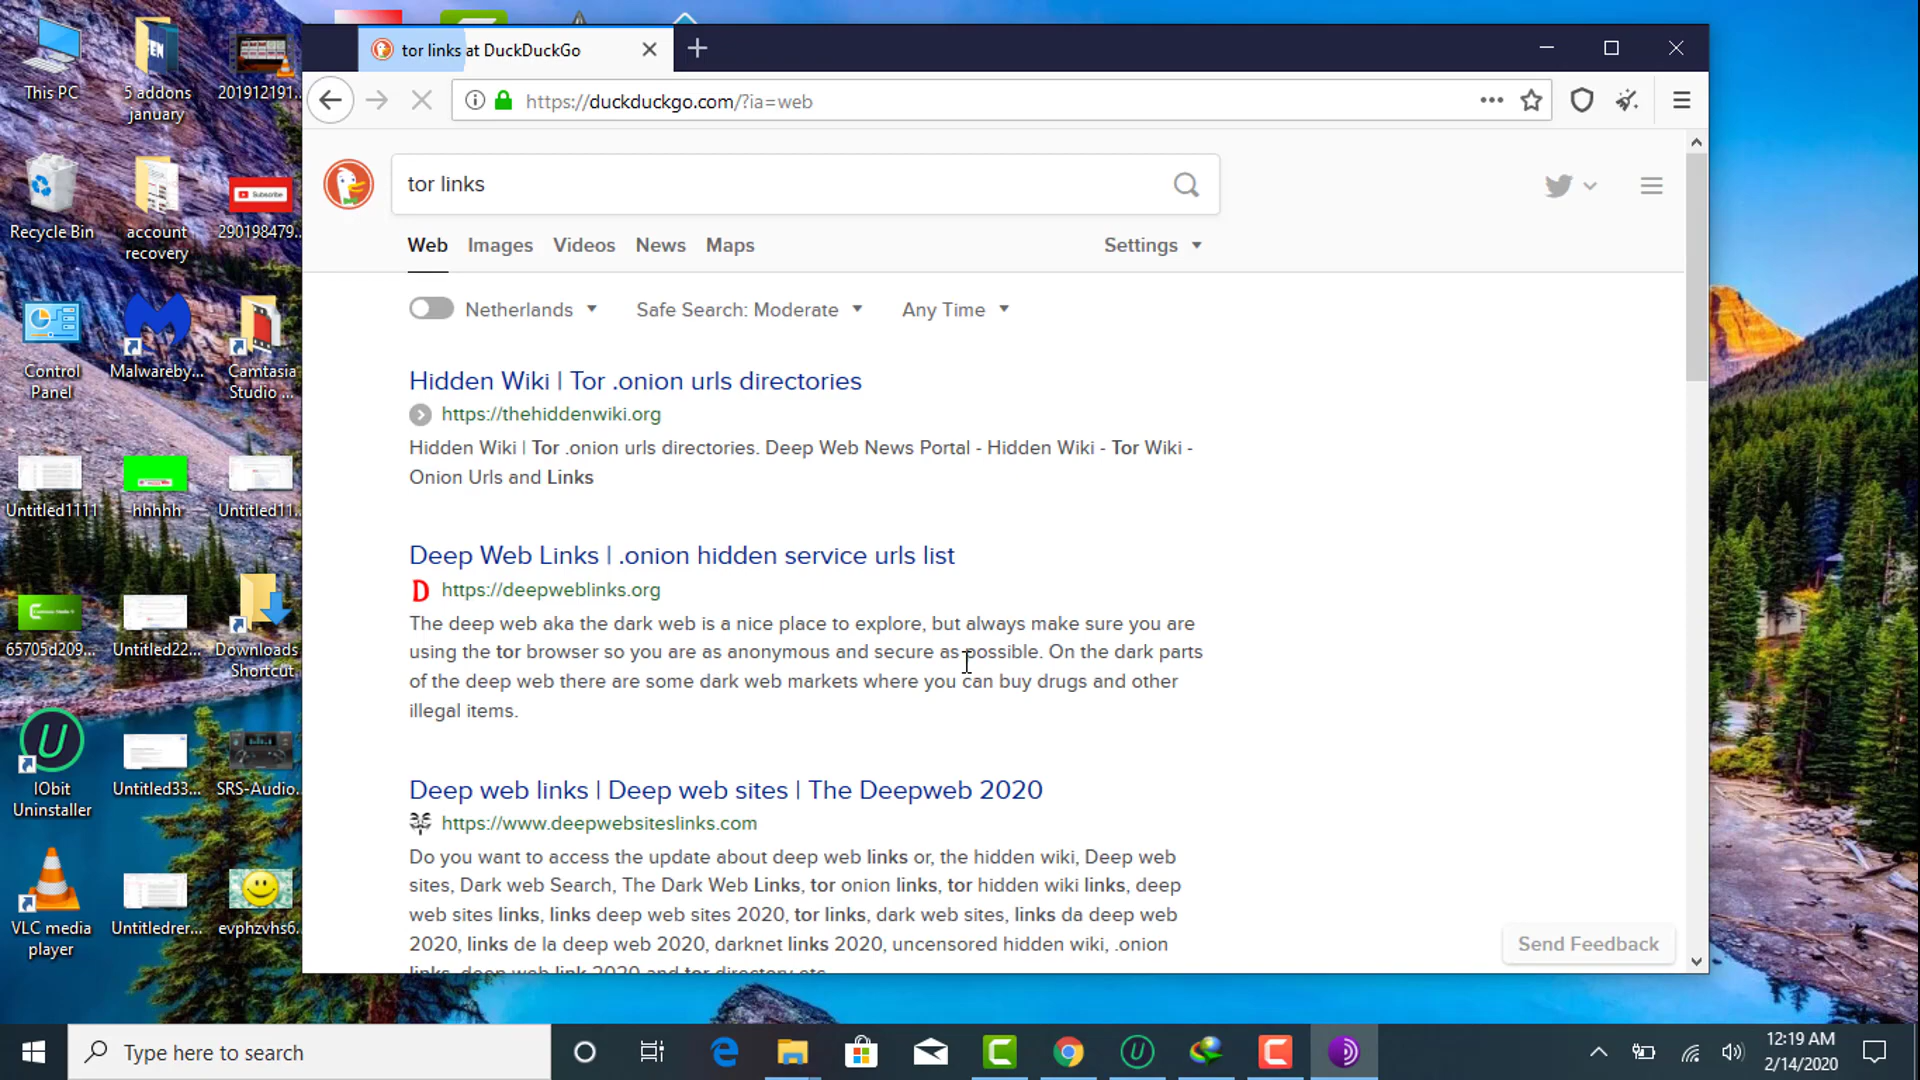 tor links at DuckDuckGo
https://duckduckgo.com/?ia=web
tor links
Web Images Videos News Maps Settings
Netherlands Safe Search: Moderate Any Time
Hidden Wiki | Tor .onion urls directories
https://thehiddenwiki.org
Hidden Wiki | Tor .onion urls directories. Deep Web News Portal - Hidden Wiki - Tor Wiki -
Onion Urls and Links
Deep Web Links | .onion hidden service urls list
D https://deepweblinks.org
The deep web aka the dark web is a nice place to explore, but always make sure you are
using the tor browser so you are as anonymous and secure as possible. On the dark parts
of the deep web there are some dark web markets where you can buy drugs and other
illegal items.
Deep web links | Deep web sites | The Deepweb 2020
https://www.deepwebsiteslinks.com
Do you want to access the update about deep web links or, the hidden wiki, Deep web
sites, Dark web Search, The Dark Web Links, tor onion links, tor hidden wiki links, deep
web sites links, links deep web sites 2020, tor links, dark web sites, links da deep web
2020, links de la deep web 2020, darknet links 2020, uncensored hidden wiki, .onion
links, deep web link 2020 and tor directory etc
Send Feedback
This PC
5 addons
january
201912191...
Recycle Bin
account
recovery
Subscribe
290198479...
Control
Panel
Malwareby...
Camtasia
Studio ...
Untitled1111
hhhhh
Untitled11...
65705d209...
Untitled22...
Downloads
Shortcut
IObit
Uninstaller
Untitled33...
SRS-Audio...
VLC media
player
Untitledrer...
evphzvhs6...
Type here to search
12:19 AM
2/14/2020